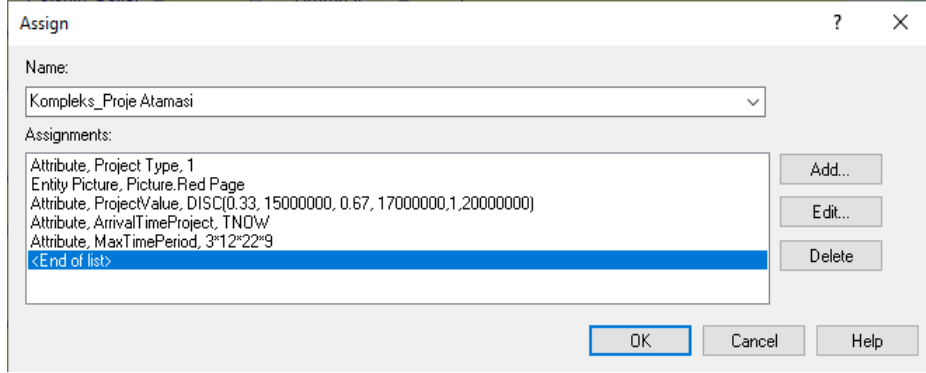 Assign ? X
Name:
Kompleks_Proje Atamasi
Assignments:
Attribute, Project Type, 1
Entity Picture, Picture.Red Page
Attribute, ProjectValue, DISC(0.33, 15000000, 0.67, 17000000,1,20000000)
Attribute, ArrivalTimeProject, TNOW
Attribute, MaxTimePeriod, 3*12*22*9
<End of list>
Add...
Edit...
Delete
OK Cancel Help